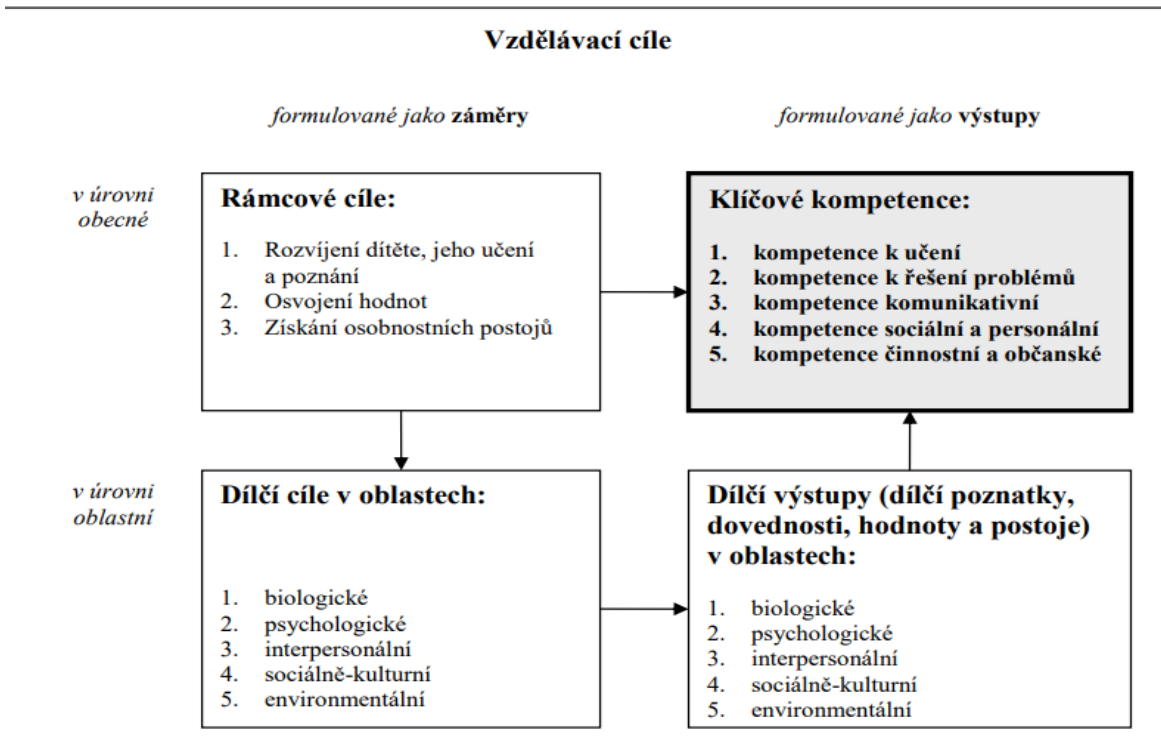 Vzdělávací cíle
formulované jako záměry
formulované jako výstupy
v úrovni
obecné
Rámcové cíle:
1. Rozvíjení dítěte, jeho učení
a poznání
2. Osvojení hodnot
3. Získání osobnostních postojů
Klíčové kompetence:
1. kompetence k učení
2. kompetence k řešení problémů
3. kompetence komunikativní
4. kompetence sociální a personální
5. kompetence činnostní a občanské
v úrovni
oblastní
Dílčí cíle v oblastech:
1. biologické
2. psychologické
3. interpersonální
4. sociálně-kulturní
5. environmentální
Dílčí výstupy (dílčí poznatky,
dovednosti, hodnoty a postoje)
v oblastech:
1. biologické
2. psychologické
3. interpersonální
4. sociálně-kulturní
5. environmentální